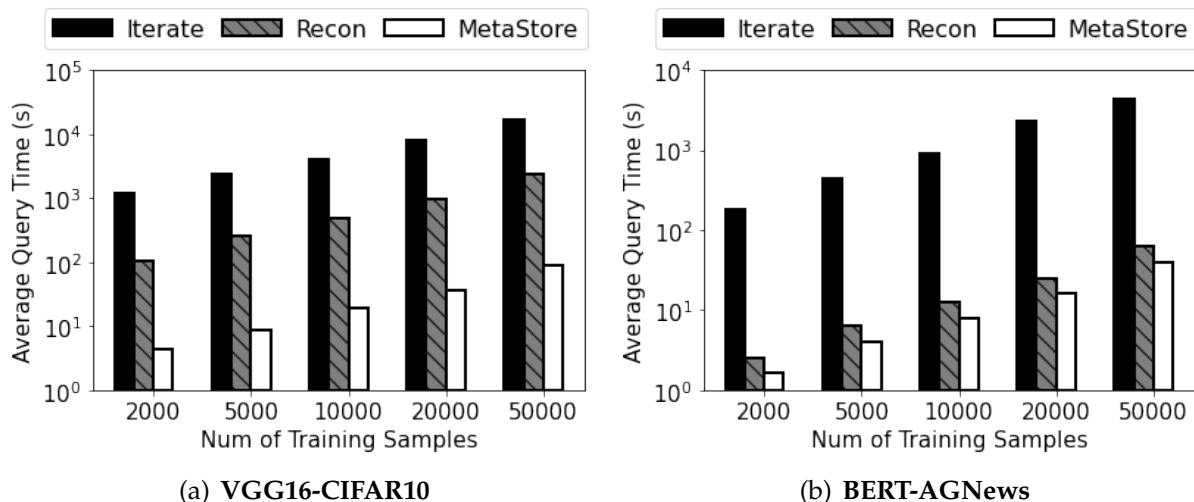 Iterate Recon MetaStore
Average Query Time (s)
10^5
10^4
10^3
10^2
10^1
10^0
2000 5000 10000 20000 50000
Num of Training Samples
(a) VGG16-CIFAR10
Iterate Recon MetaStore
Average Query Time (s)
10^4
10^3
10^2
10^1
10^0
2000 5000 10000 20000 50000
Num of Training Samples
(b) BERT-AGNews